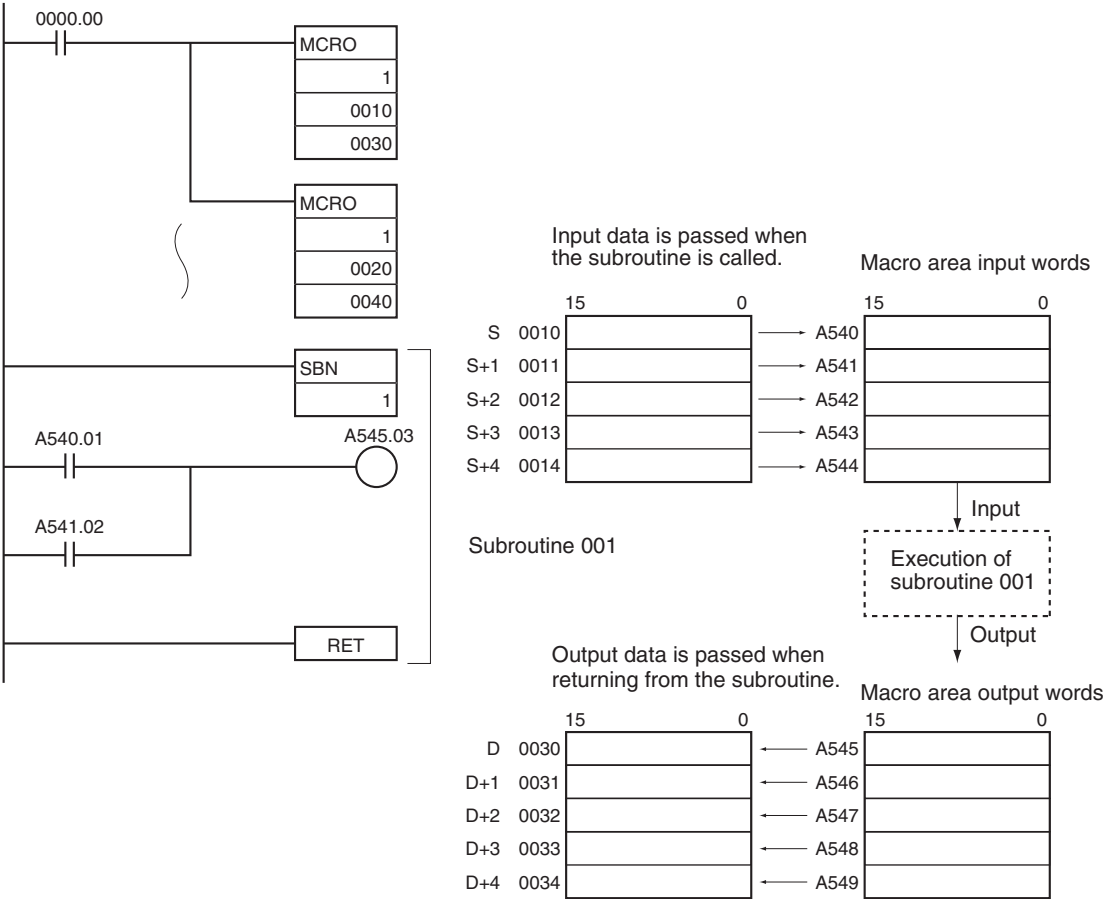 0000.00
MCRO
1
0010
0030
MCRO
1
0020
0040
SBN
1
A540.01
A545.03
A541.02
RET
Subroutine 001
Input data is passed when
the subroutine is called.
Macro area input words
15 0 15 0
S 0010 A540
S+1 0011 A541
S+2 0012 A542
S+3 0013 A543
S+4 0014 A544
Input
Execution of
subroutine 001
Output
Output data is passed when
returning from the subroutine.
Macro area output words
15 0 15 0
D 0030 A545
D+1 0031 A546
D+2 0032 A547
D+3 0033 A548
D+4 0034 A549